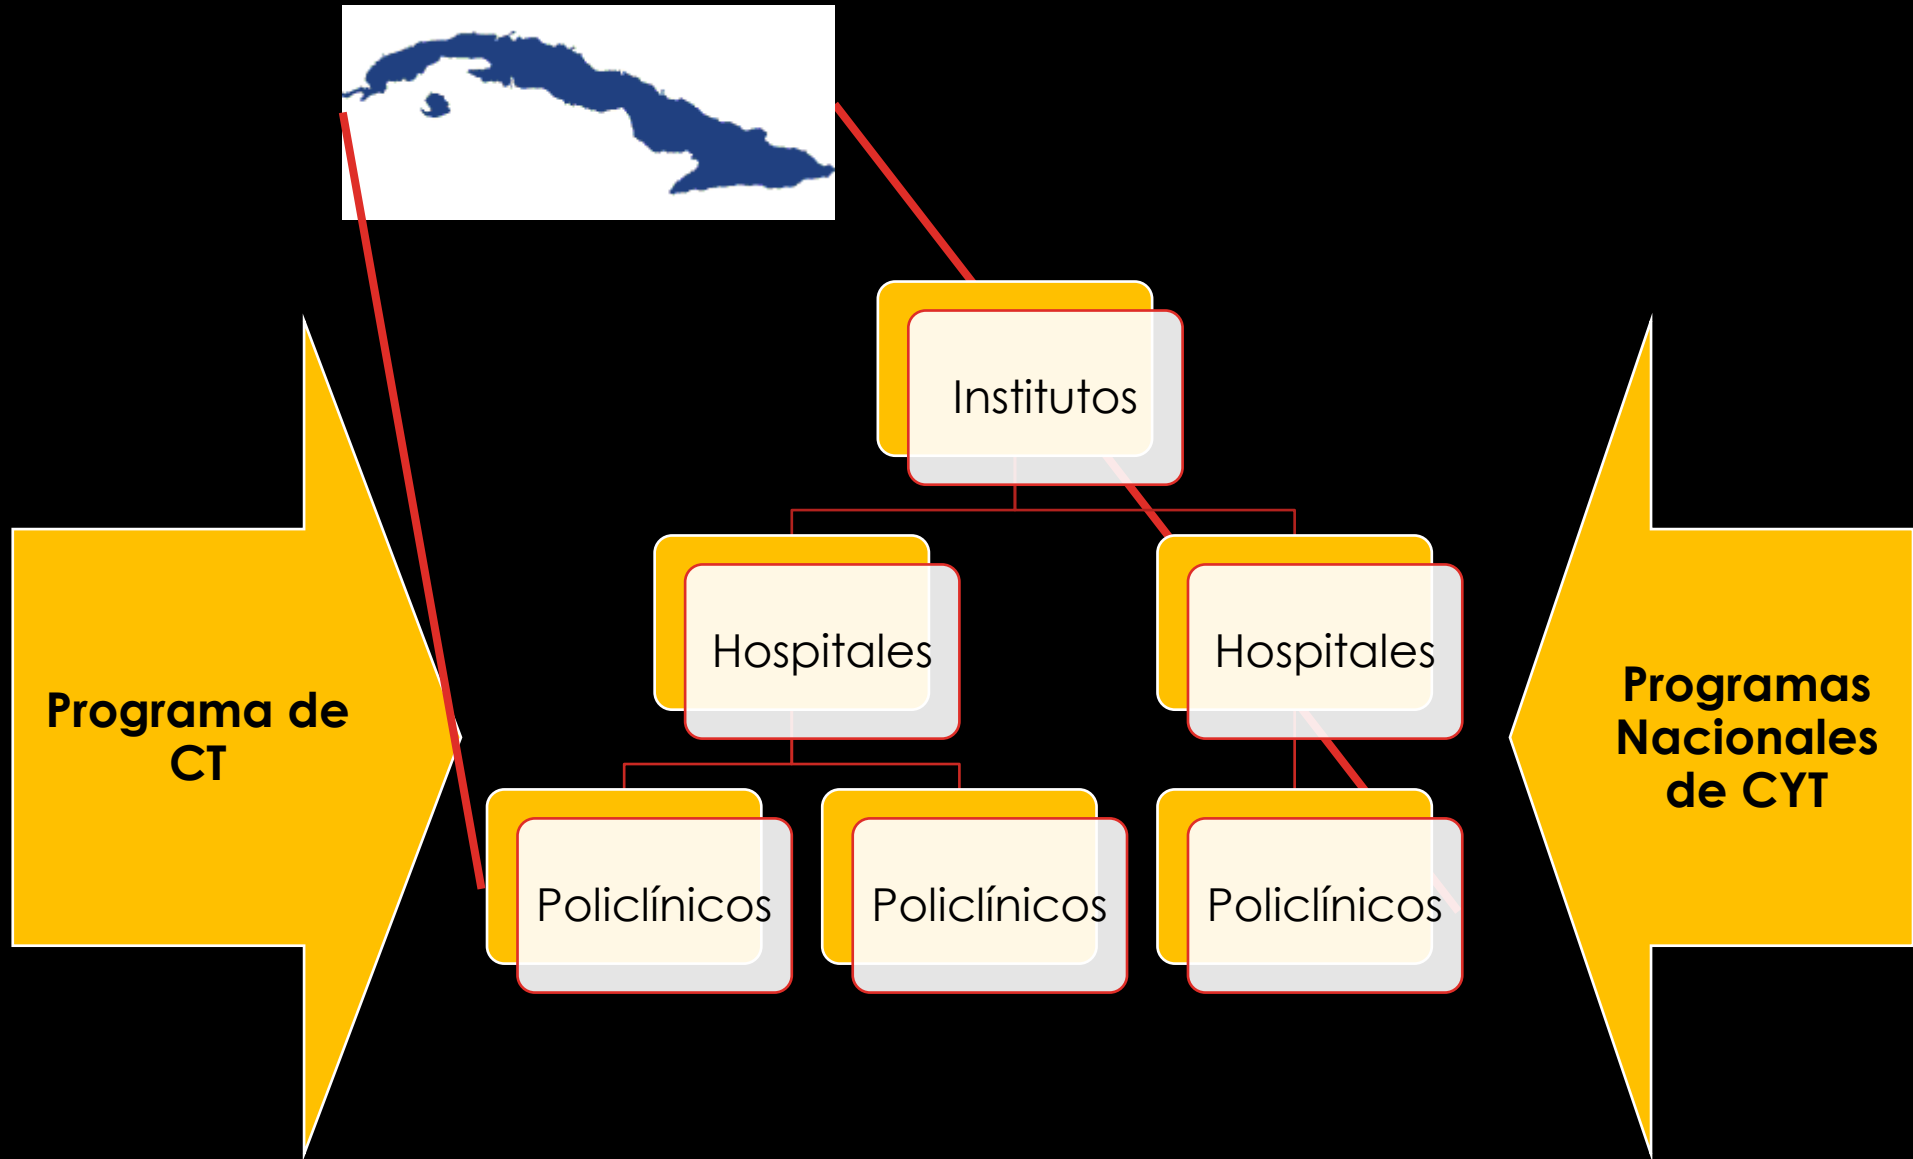 Institutos
Hospitales
Hospitales
Programa de
CT
Programas
Nacionales
de CYT
Policlínicos
Policlínicos
Policlínicos